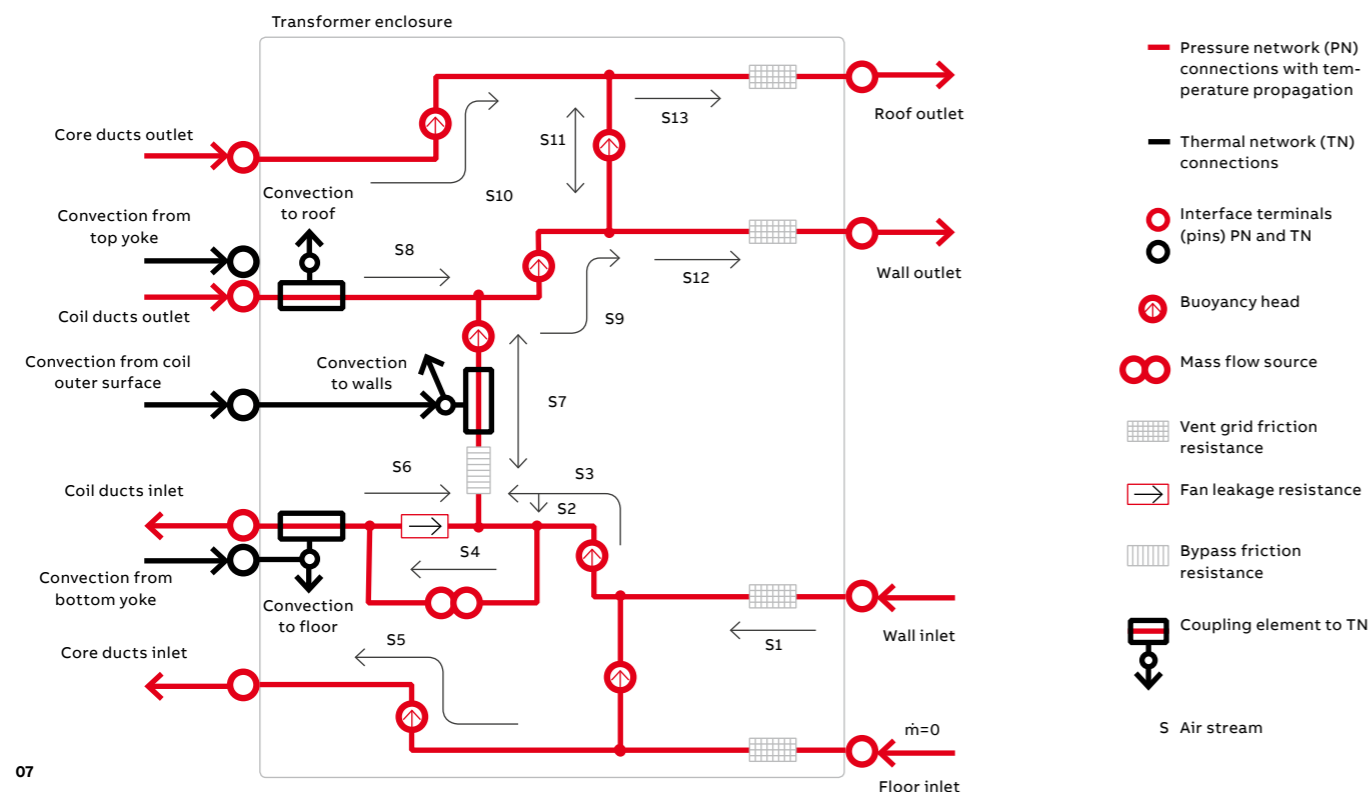 Transformer enclosure
Core ducts outlet
Convection from
top yoke
Coil ducts outlet
Convection from coil
outer surface
Coil ducts inlet
Convection from
bottom yoke
Core ducts inlet
Convection
to roof
Convection
to walls
Convection
to floor
S11
S13
S10
S8
S12
S9
S7
S6
S3
S2
S4
S1
S5
Roof outlet
Wall outlet
Wall inlet
ṁ=0
Floor inlet
Pressure network (PN)
connections with tem-
perature propagation
Thermal network (TN)
connections
Interface terminals
(pins) PN and TN
Buoyancy head
Mass flow source
Vent grid friction
resistance
Fan leakage resistance
Bypass friction
resistance
Coupling element to TN
S Air stream
07